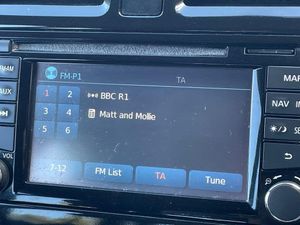 FM-P1
TA
MAP
AM
1 2
BBC R1
AUX
NAV
3 4
Matt and Mollie
5 6
VOL
7-12
FM List
TA
Tune